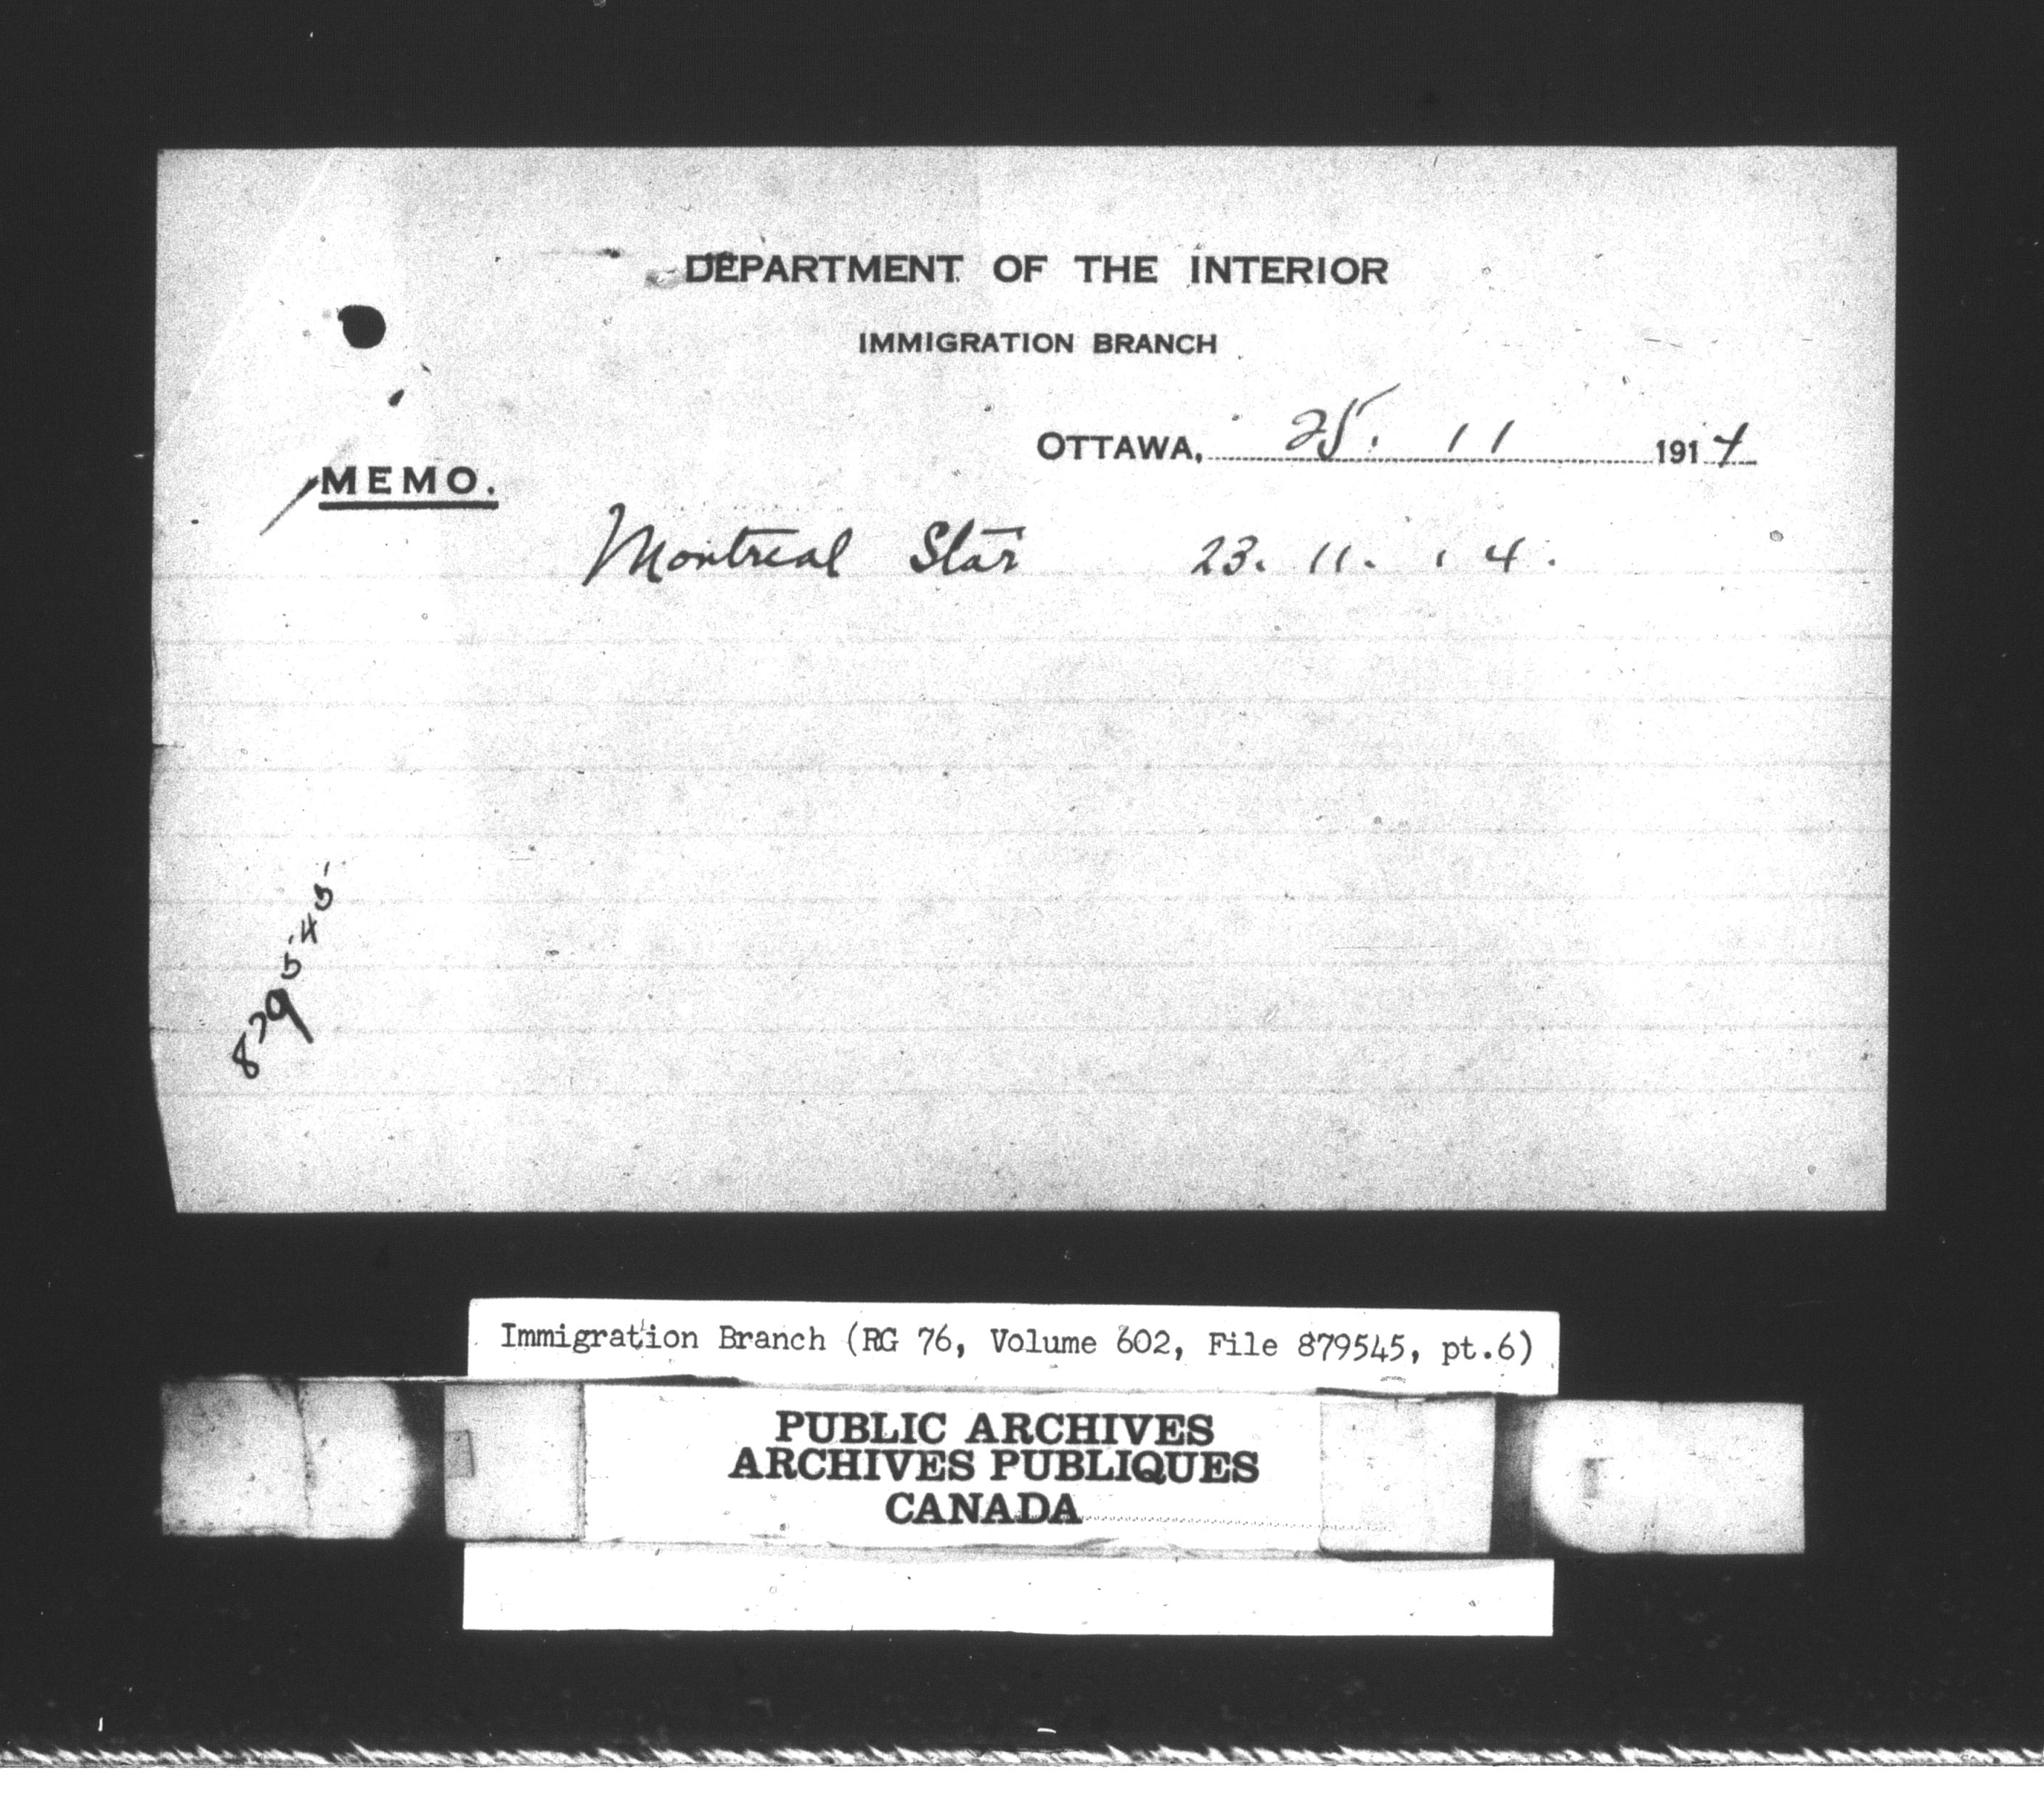 DEPARTMENT OF THE INTERIOR
IMMIGRATION BRANCH
OTTAWA, 25. 11 1914
MEMO.
Montreal Star 23. 11. 14.
879545
Immigration Branch (RG 76, Volume 602, File 879545, pt.6)
PUBLIC ARCHIVES
ARCHIVES PUBLIQUES
CANADA